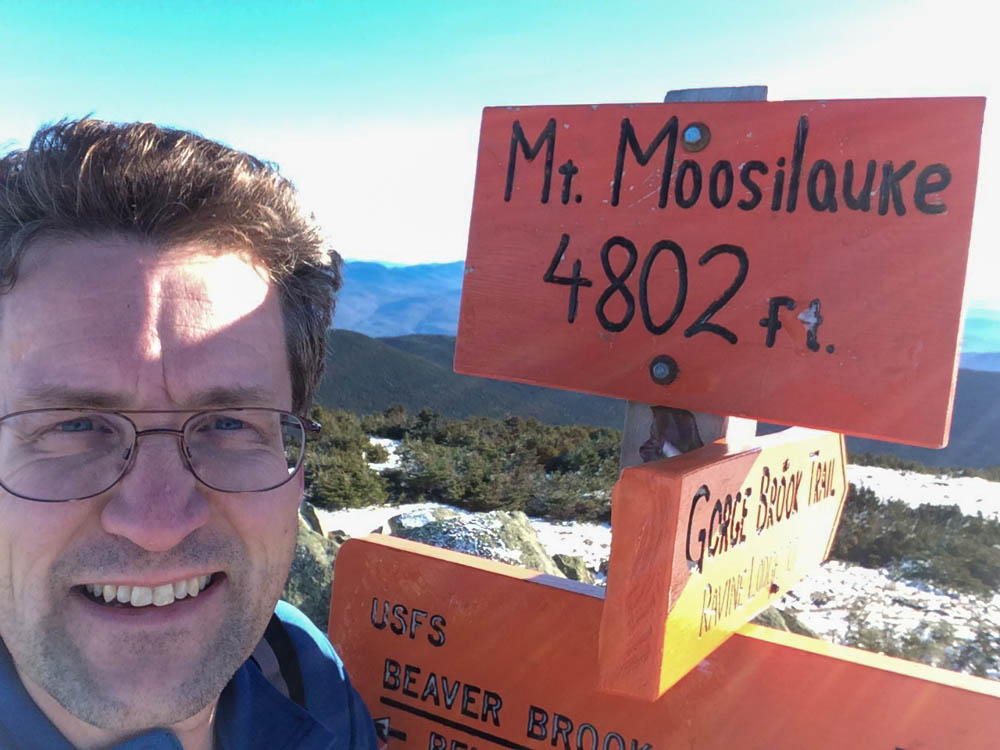 Mt. Moosilauke
4802 ft.
GORGE BROOK TRAIL
RAVINE LODGE
USFS
BEAVER BROOK